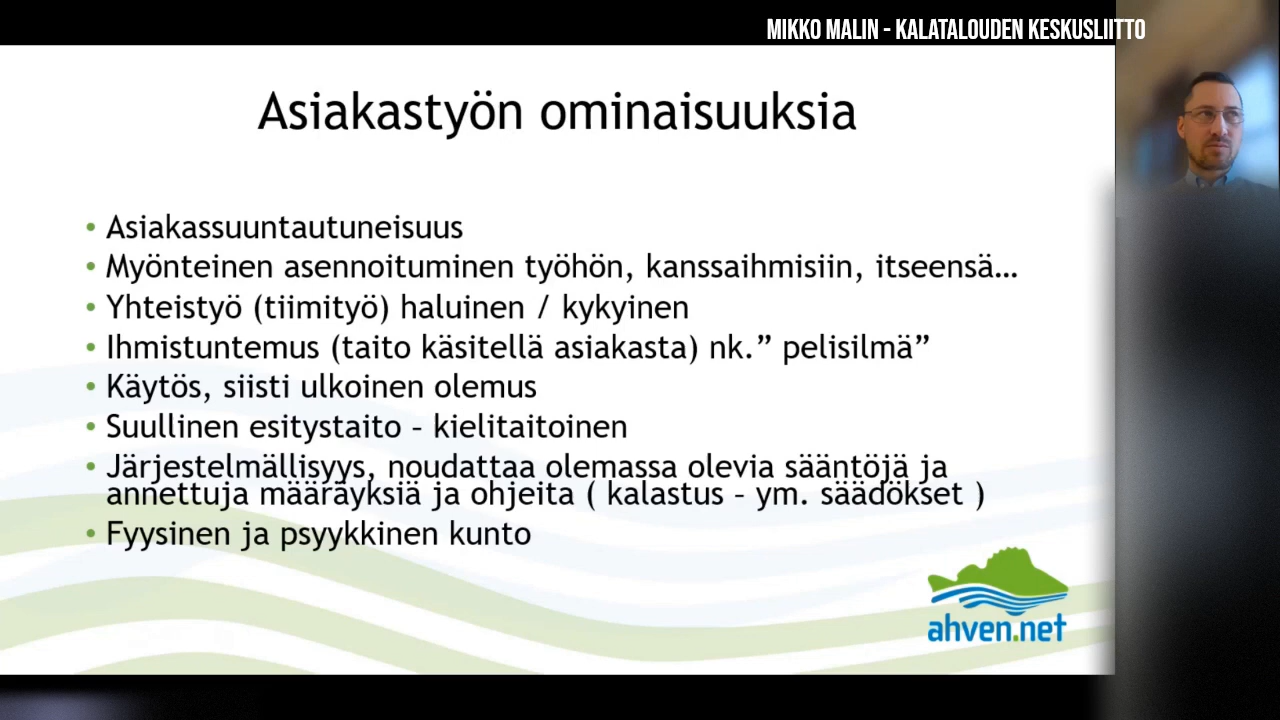 MIKKO MALIN - KALATALOUDEN KESKUSLIITTO
Asiakastyön ominaisuuksia
• Asiakassuuntautuneisuus
• Myönteinen asennoituminen työhön, kanssaihmisiin, itseensä…
• Yhteistyö (tiimityö) haluinen / kykyinen
• Ihmistuntemus (taito käsitellä asiakasta) nk.” pelisilmä”
• Käytös, siisti ulkoinen olemus
• Suullinen esitystaito – kielitaitoinen
• Järjestelmällisyys, noudattaa olemassa olevia sääntöjä ja
annettuja määräyksiä ja ohjeita ( kalastus – ym. säädökset )
• Fyysinen ja psyykkinen kunto
ahven.net